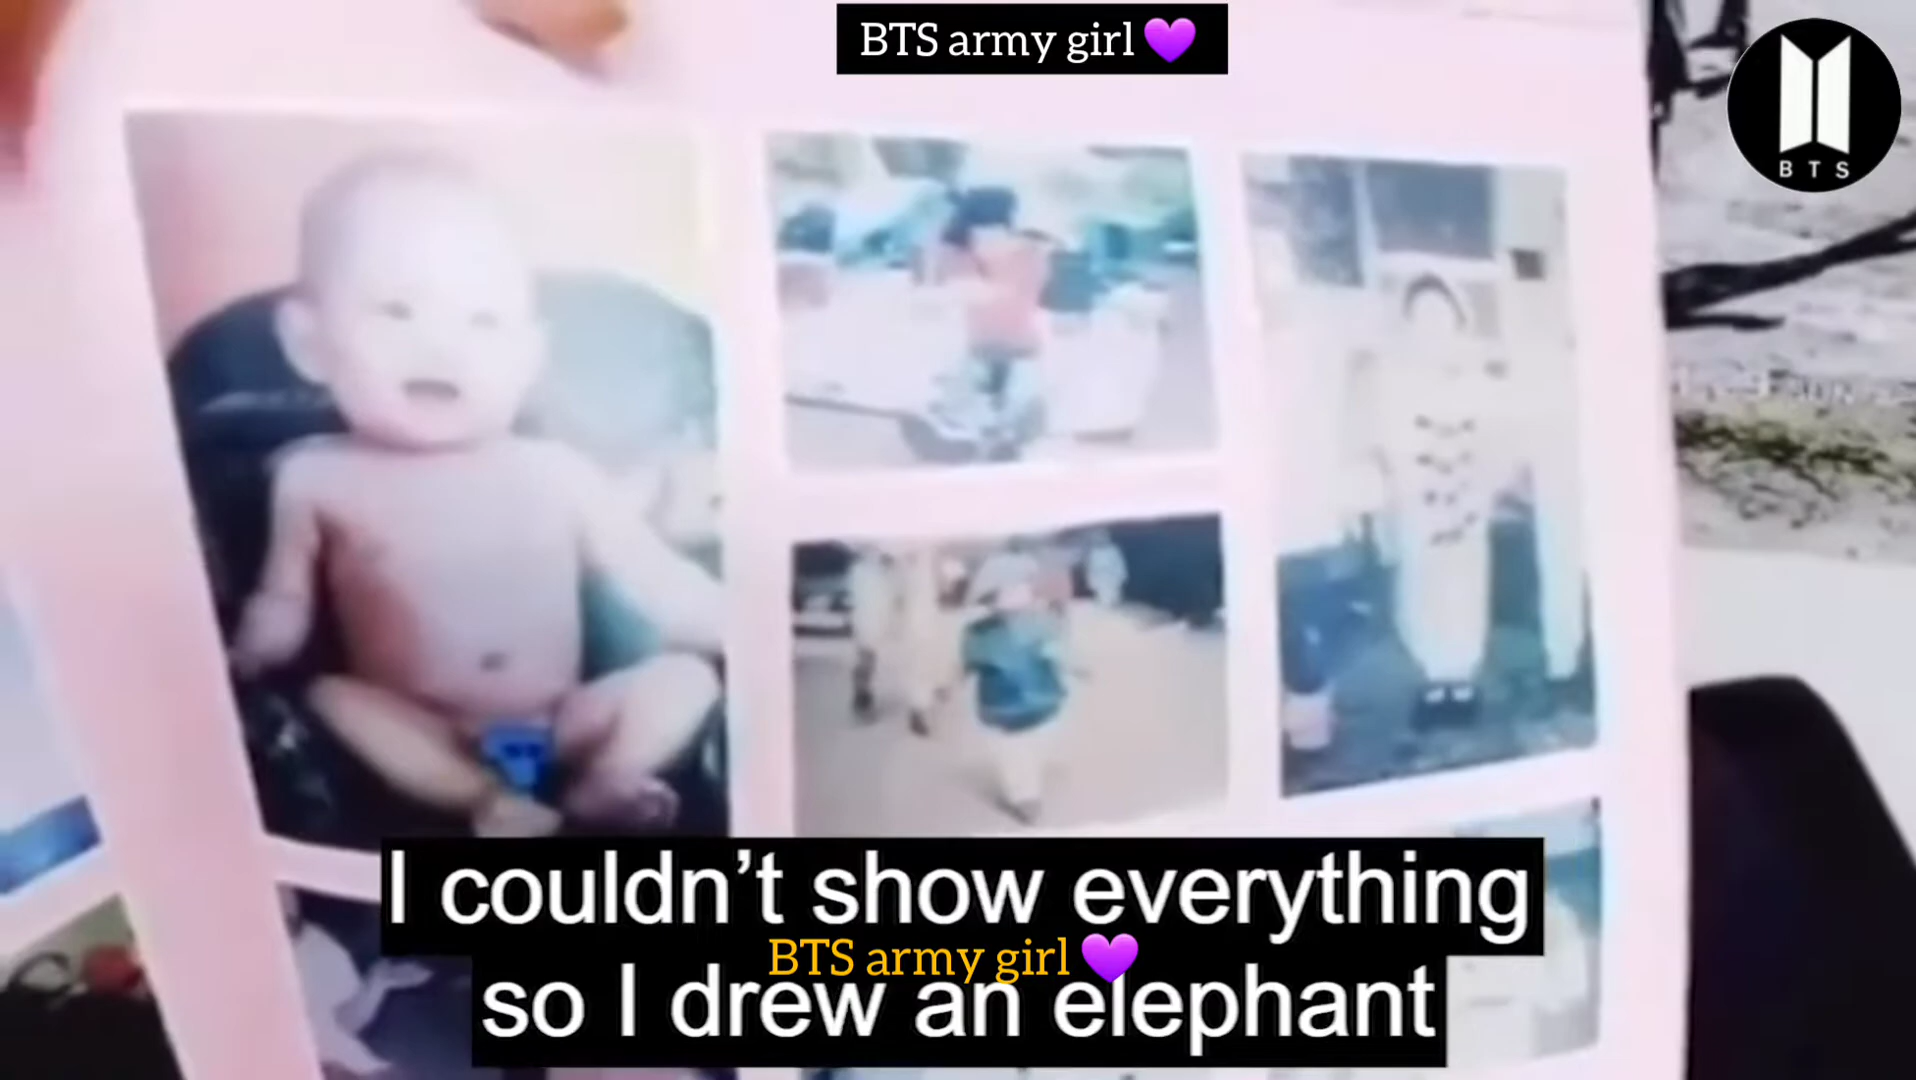 BTS army girl 💜
BTS
I couldn’t show everything
BTS army girl 💜
so I drew an elephant